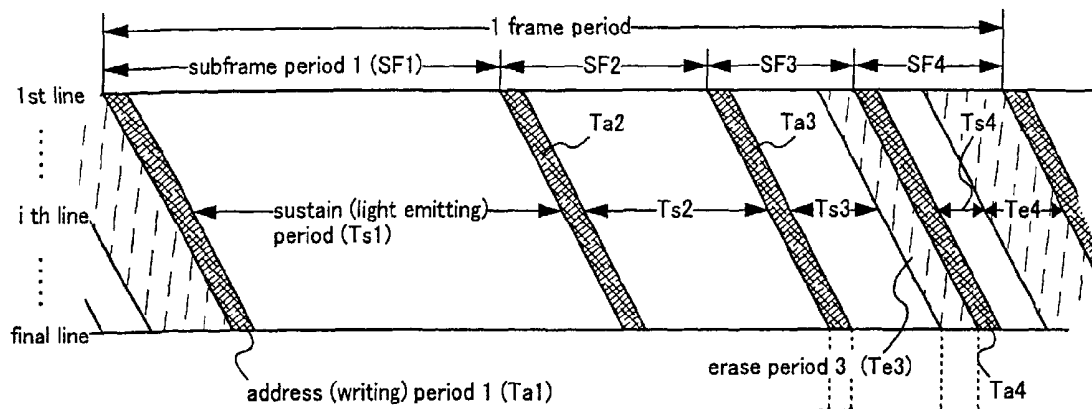 1 frame period
subframe period 1 (SF1)
SF2
SF3
SF4
1st line
Ta2
Ta3
Ts4
i th line
sustain (light emitting)
period (Ts1)
Ts2
Ts3
Te4
final line
erase period 3 (Te3)
address (writing) period 1 (Ta1)
Ta4